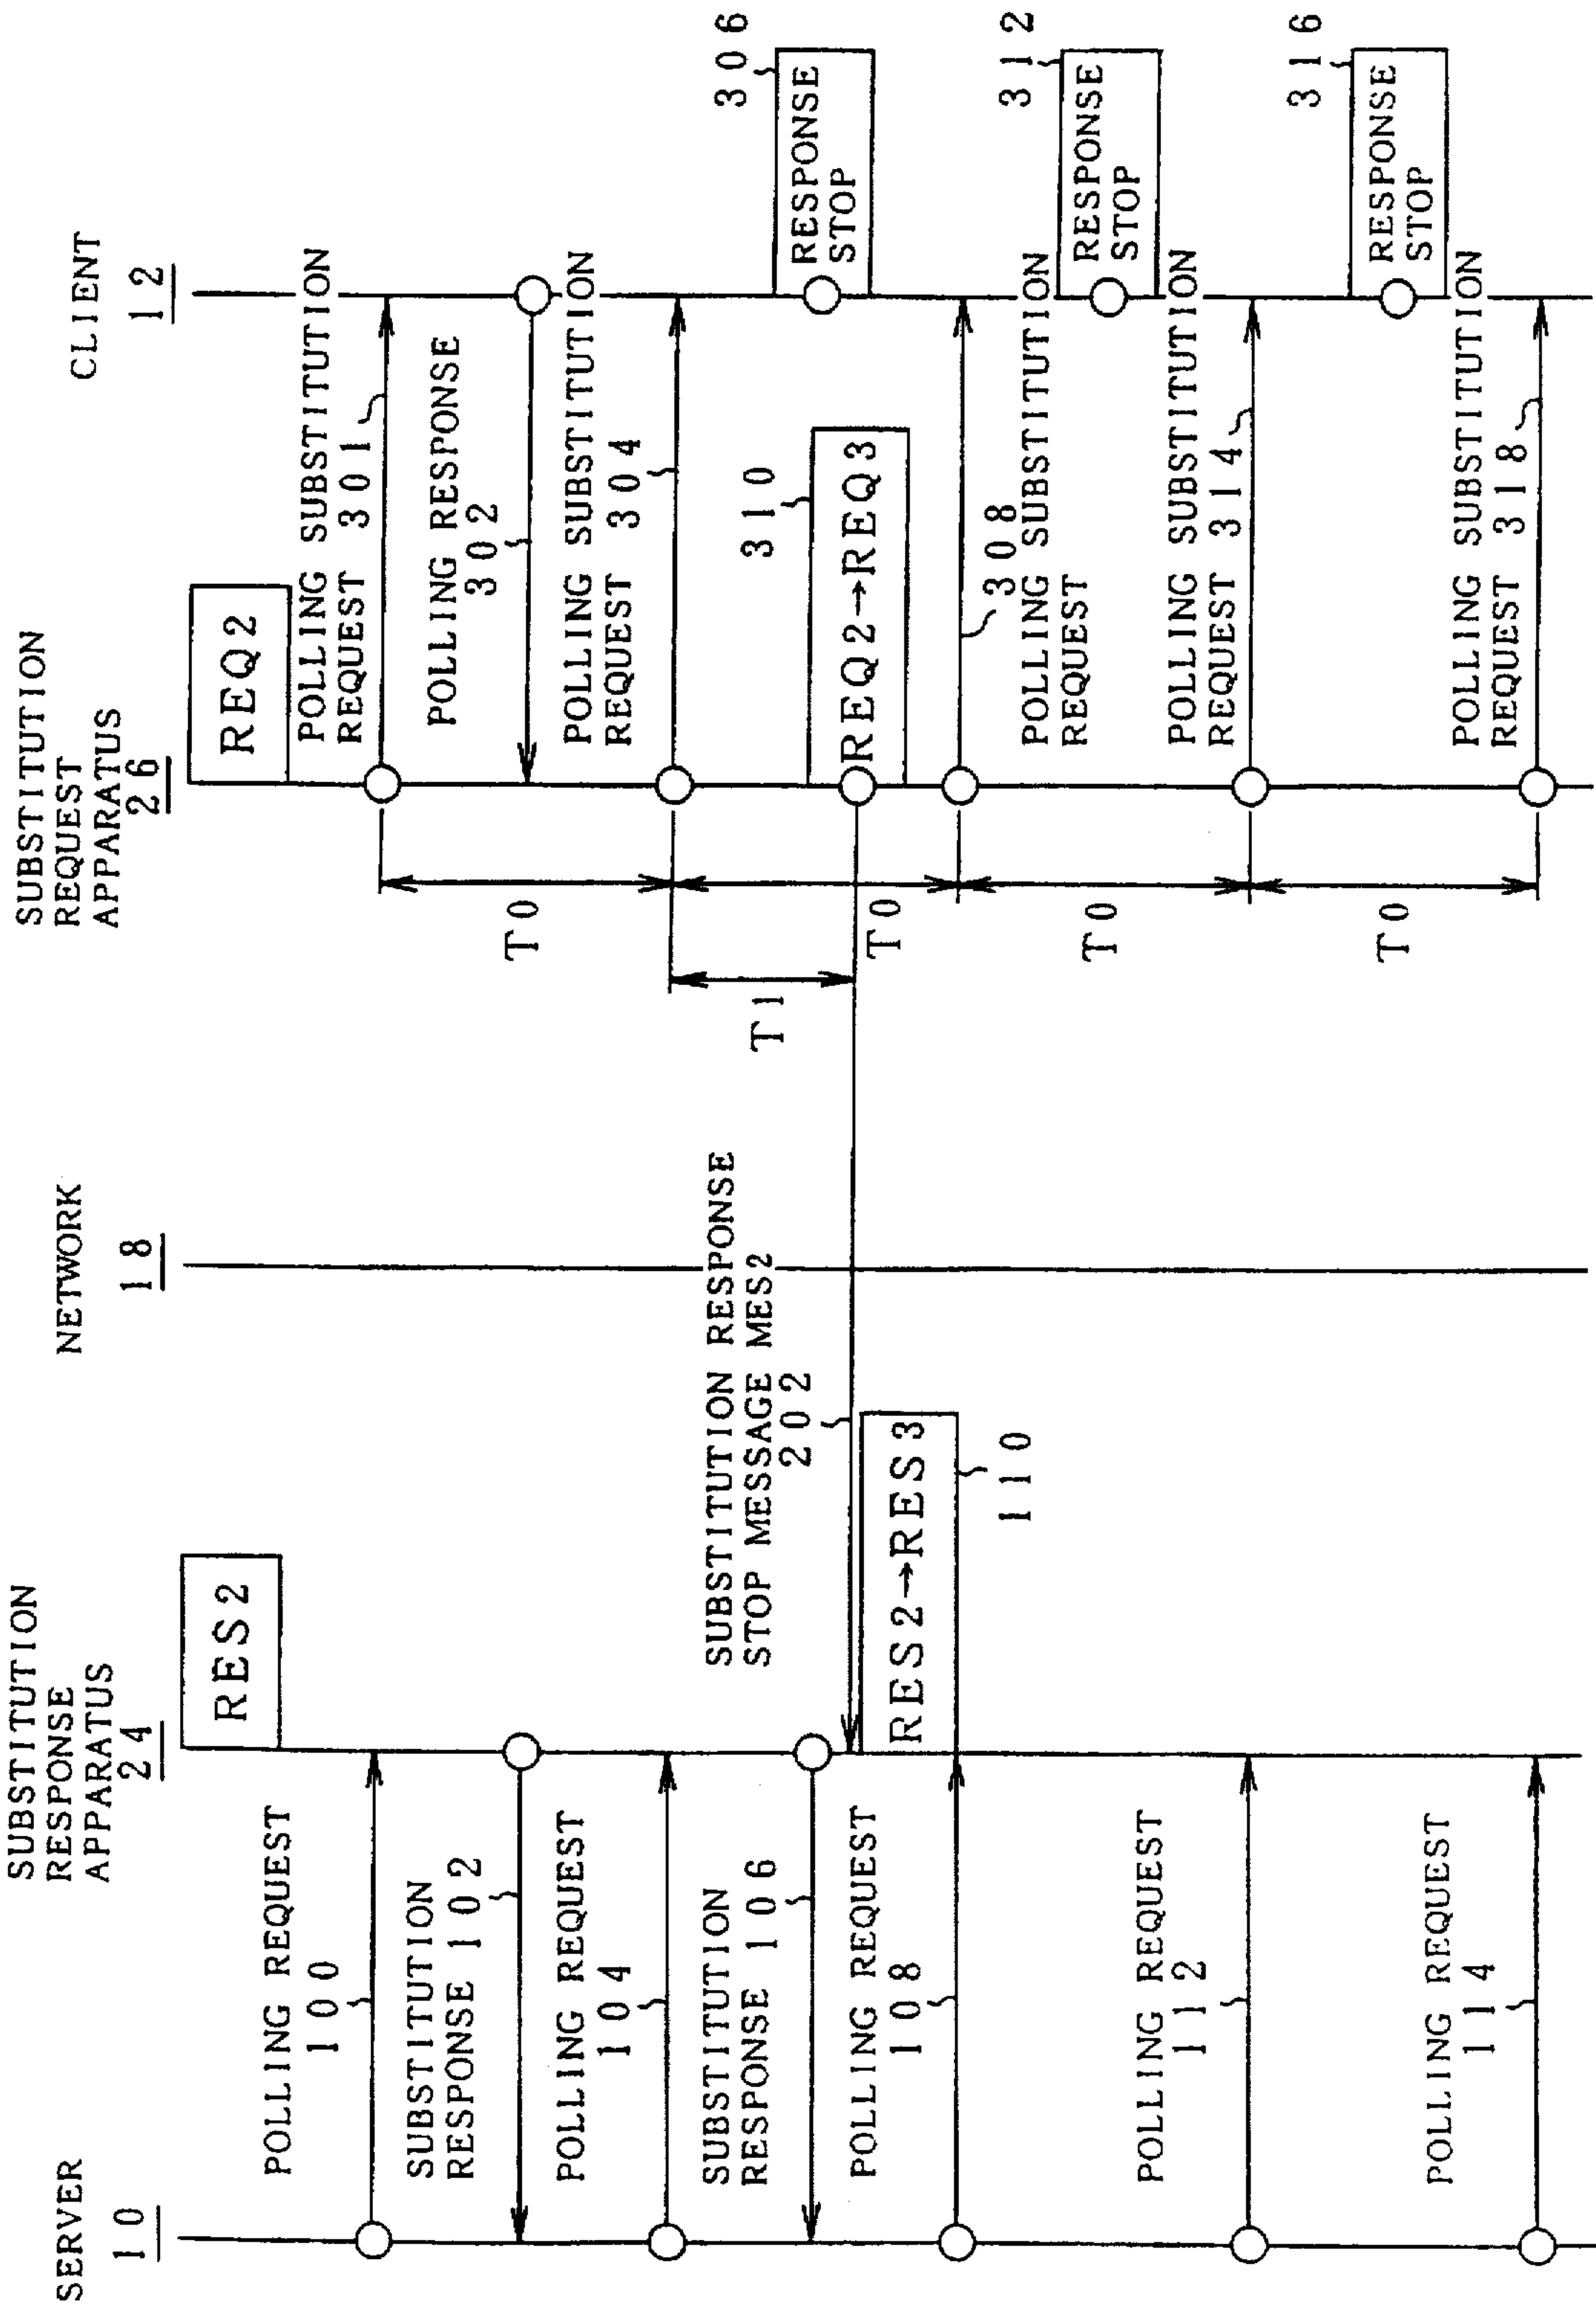 SERVER
10
SUBSTITUTION
RESPONSE
APPARATUS
24
NETWORK
18
SUBSTITUTION
REQUEST
APPARATUS
26
CLIENT
12
RES2
REQ2
POLLING REQUEST
100
POLLING SUBSTITUTION
REQUEST 301
SUBSTITUTION
RESPONSE 102
POLLING RESPONSE
302
T0
POLLING REQUEST
104
POLLING SUBSTITUTION
REQUEST 304
SUBSTITUTION
RESPONSE 106
SUBSTITUTION RESPONSE
STOP MESSAGE MES2
202
T1
T0
310
REQ2→REQ3
306
RESPONSE
STOP
RES2→RES3
110
POLLING REQUEST
108
308
POLLING SUBSTITUTION
REQUEST
T0
312
RESPONSE
STOP
POLLING REQUEST
112
POLLING SUBSTITUTION
REQUEST 314
T0
316
RESPONSE
STOP
POLLING REQUEST
114
POLLING SUBSTITUTION
REQUEST 318